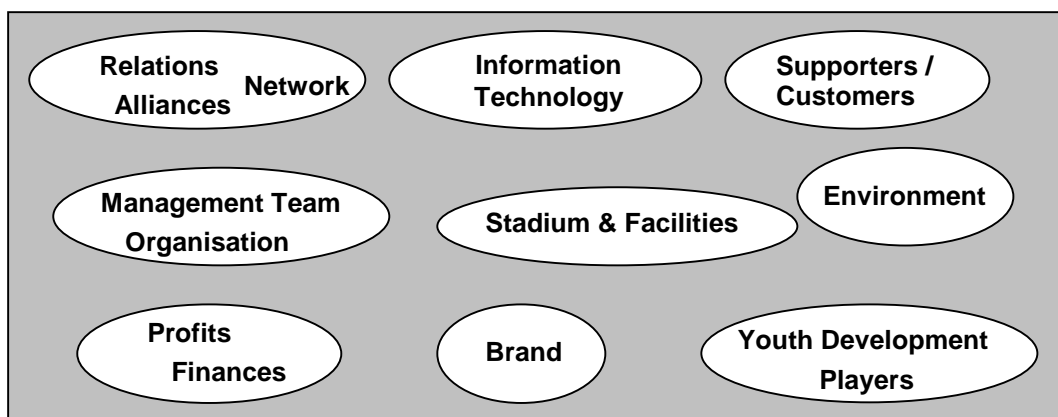 Relations
Network
Alliances
Information
Technology
Supporters /
Customers
Management Team
Organisation
Stadium & Facilities
Environment
Profits
Finances
Brand
Youth Development
Players